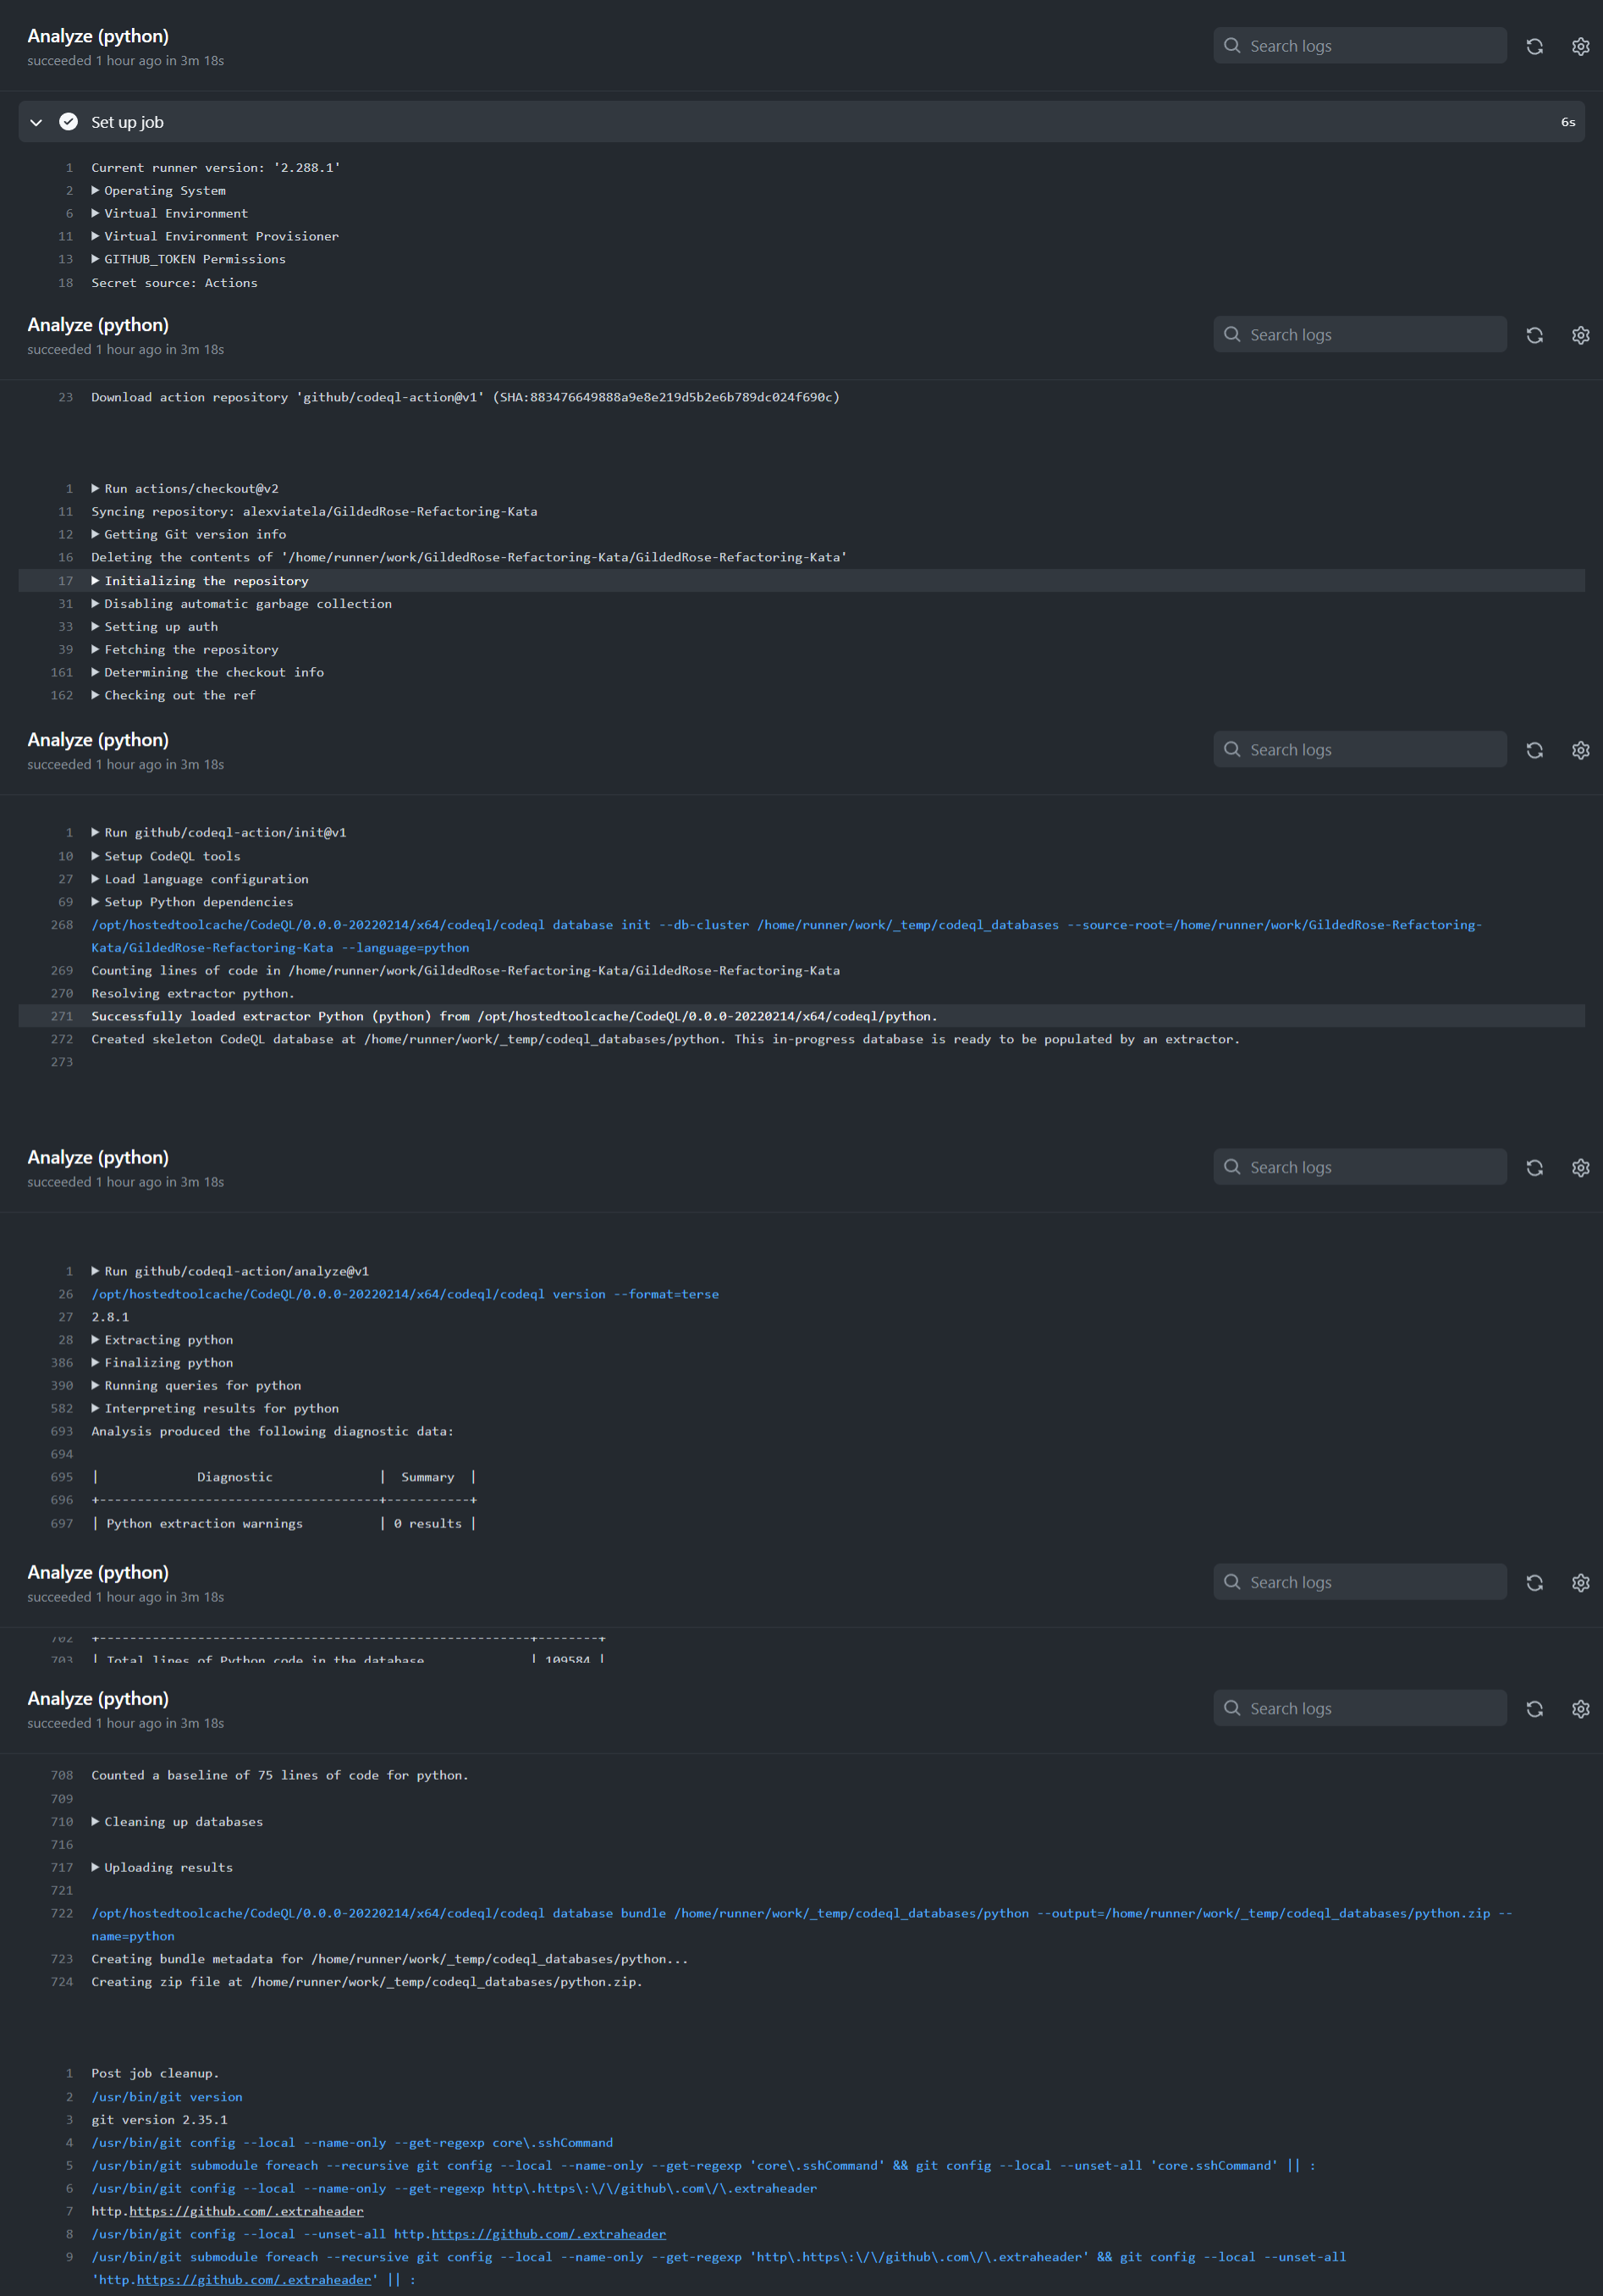 Analyze (python)
succeeded 1 hour ago in 3m 18s
Search logs
Set up job
6s
1 Current runner version: '2.288.1'
2 ▶ Operating System
6 ▶ Virtual Environment
11 ▶ Virtual Environment Provisioner
13 ▶ GITHUB_TOKEN Permissions
18 Secret source: Actions
Analyze (python)
succeeded 1 hour ago in 3m 18s
Search logs
23 Download action repository 'github/codeql-action@v1' (SHA:883476649888a9e8e219d5b2e6b789dc024f690c)
1 ▶ Run actions/checkout@v2
11 Syncing repository: alexviatela/GildedRose-Refactoring-Kata
12 ▶ Getting Git version info
16 Deleting the contents of '/home/runner/work/GildedRose-Refactoring-Kata/GildedRose-Refactoring-Kata'
17 ▶ Initializing the repository
31 ▶ Disabling automatic garbage collection
33 ▶ Setting up auth
39 ▶ Fetching the repository
161 ▶ Determining the checkout info
162 ▶ Checking out the ref
Analyze (python)
succeeded 1 hour ago in 3m 18s
Search logs
1 ▶ Run github/codeql-action/init@v1
10 ▶ Setup CodeQL tools
27 ▶ Load language configuration
69 ▶ Setup Python dependencies
268 /opt/hostedtoolcache/CodeQL/0.0.0-20220214/x64/codeql/codeql database init --db-cluster /home/runner/work/_temp/codeql_databases --source-root=/home/runner/work/GildedRose-Refactoring-
Kata/GildedRose-Refactoring-Kata --language=python
269 Counting lines of code in /home/runner/work/GildedRose-Refactoring-Kata/GildedRose-Refactoring-Kata
270 Resolving extractor python.
271 Successfully loaded extractor Python (python) from /opt/hostedtoolcache/CodeQL/0.0.0-20220214/x64/codeql/python.
272 Created skeleton CodeQL database at /home/runner/work/_temp/codeql_databases/python. This in-progress database is ready to be populated by an extractor.
273
Analyze (python)
succeeded 1 hour ago in 3m 18s
Search logs
1 ▶ Run github/codeql-action/analyze@v1
26 /opt/hostedtoolcache/CodeQL/0.0.0-20220214/x64/codeql/codeql version --format=terse
27 2.8.1
28 ▶ Extracting python
386 ▶ Finalizing python
390 ▶ Running queries for python
582 ▶ Interpreting results for python
693 Analysis produced the following diagnostic data:
694
695 | Diagnostic | Summary |
696 +-------------------------------------+-----------+
697 | Python extraction warnings | 0 results |
Analyze (python)
succeeded 1 hour ago in 3m 18s
Search logs
702 +---------------------------------------------------------+--------+
703 | Total lines of Python code in the database | 109584 |
Analyze (python)
succeeded 1 hour ago in 3m 18s
Search logs
708 Counted a baseline of 75 lines of code for python.
709
710 ▶ Cleaning up databases
716
717 ▶ Uploading results
721
722 /opt/hostedtoolcache/CodeQL/0.0.0-20220214/x64/codeql/codeql database bundle /home/runner/work/_temp/codeql_databases/python --output=/home/runner/work/_temp/codeql_databases/python.zip --
name=python
723 Creating bundle metadata for /home/runner/work/_temp/codeql_databases/python...
724 Creating zip file at /home/runner/work/_temp/codeql_databases/python.zip.
1 Post job cleanup.
2 /usr/bin/git version
3 git version 2.35.1
4 /usr/bin/git config --local --name-only --get-regexp core\.sshCommand
5 /usr/bin/git submodule foreach --recursive git config --local --name-only --get-regexp 'core\.sshCommand' && git config --local --unset-all 'core.sshCommand' || :
6 /usr/bin/git config --local --name-only --get-regexp http\.https\:\/\/github\.com\/\.extraheader
7 http.https://github.com/.extraheader
8 /usr/bin/git config --local --unset-all http.https://github.com/.extraheader
9 /usr/bin/git submodule foreach --recursive git config --local --name-only --get-regexp 'http\.https\:\/\/github\.com\/\.extraheader' && git config --local --unset-all
'http.https://github.com/.extraheader' || :